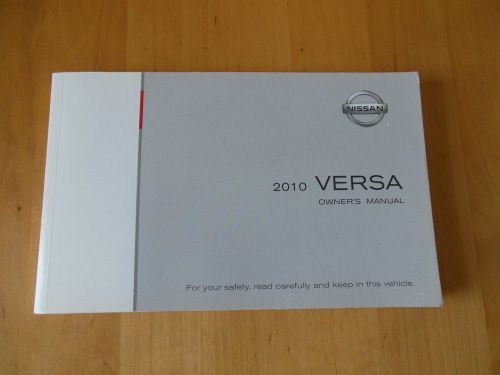 NISSAN
2010 VERSA
OWNER'S MANUAL
For your safety, read carefully and keep in this vehicle.